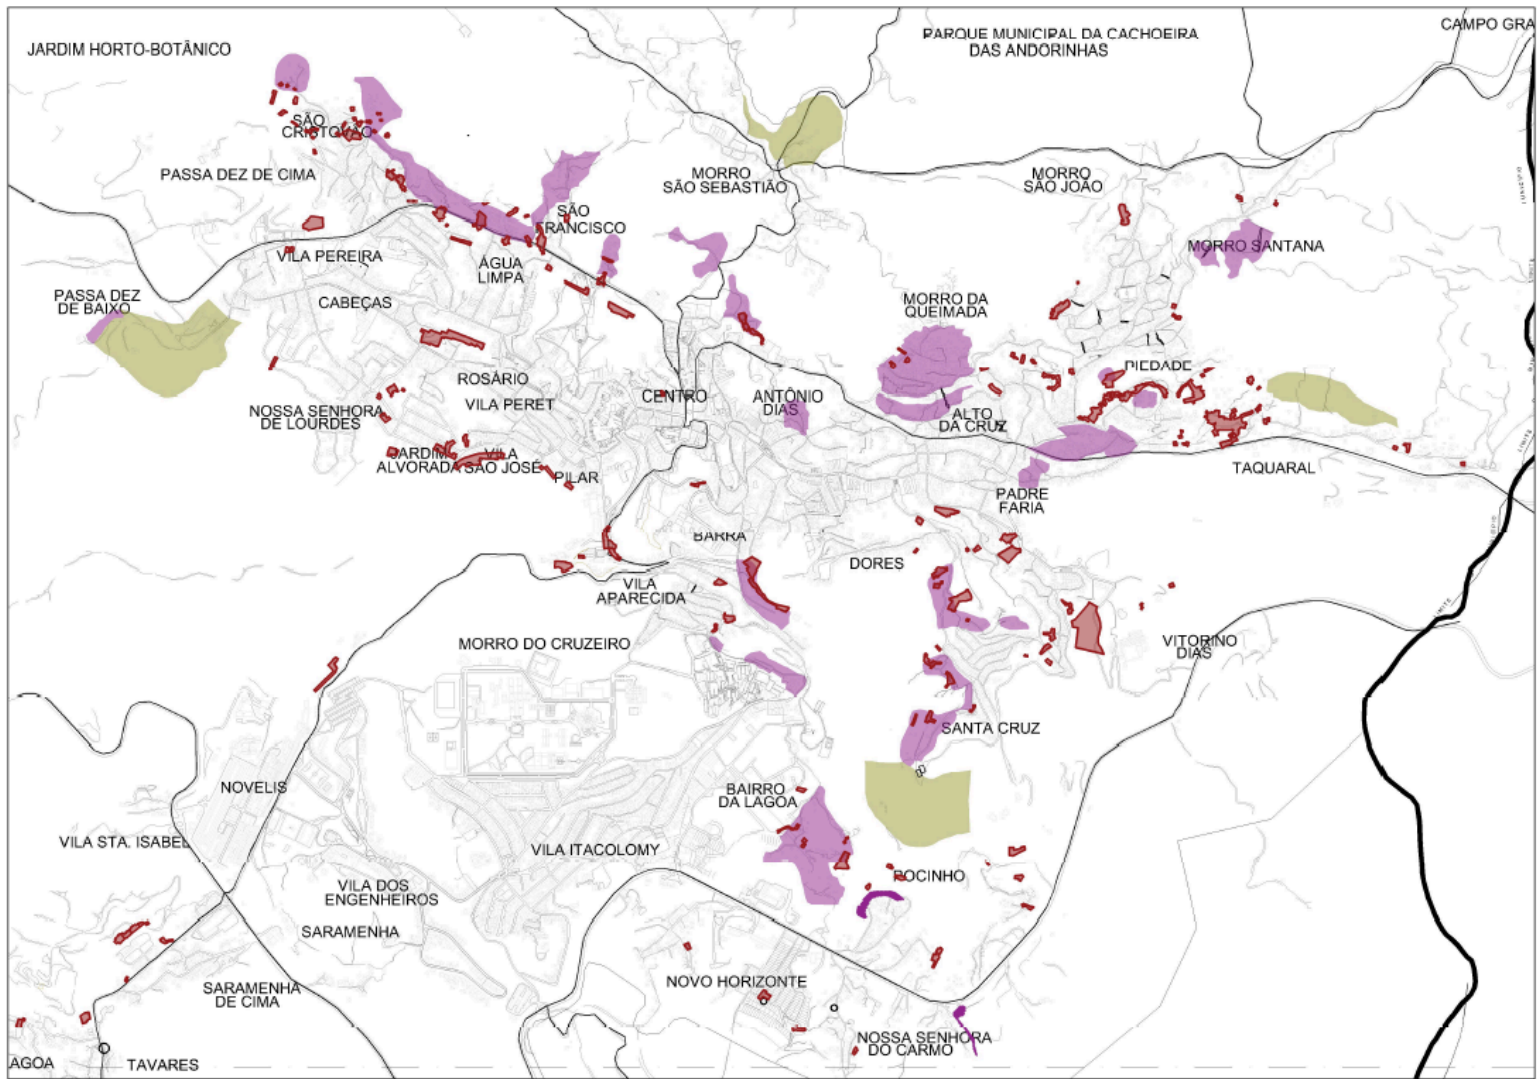 CAMPO GRA
PARQUE MUNICIPAL DA CACHOEIRA
DAS ANDORINHAS
JARDIM HORTO-BOTÂNICO
SÃO
CRISTOVÃO
PASSA DEZ DE CIMA
MORRO
SÃO SEBASTIÃO
MORRO
SÃO JOÃO
SÃO
FRANCISCO
MORRO SANTANA
VILA PEREIRA
ÁGUA
LIMPA
PASSA DEZ
DE BAIXO
CABEÇAS
MORRO DA
QUEIMADA
PIEDADE
ROSÁRIO
VILA PERET
CENTRO
ANTÔNIO
DIAS
NOSSA SENHORA
DE LOURDES
ALTO
DA CRUZ
JARDIM
ALVORADA
VILA
SÃO JOSÉ
PILAR
TAQUARAL
PADRE
FARIA
BARRA
DORES
VILA
APARECIDA
LIMITE
MORRO DO CRUZEIRO
VITORINO
DIAS
SANTA CRUZ
NOVELIS
BAIRRO
DA LAGOA
VILA STA. ISABEL
VILA ITACOLOMY
POCINHO
VILA DOS
ENGENHEIROS
SARAMENHA
NOVO HORIZONTE
SARAMENHA
DE CIMA
NOSSA SENHORA
DO CARMO
AGOA
TAVARES